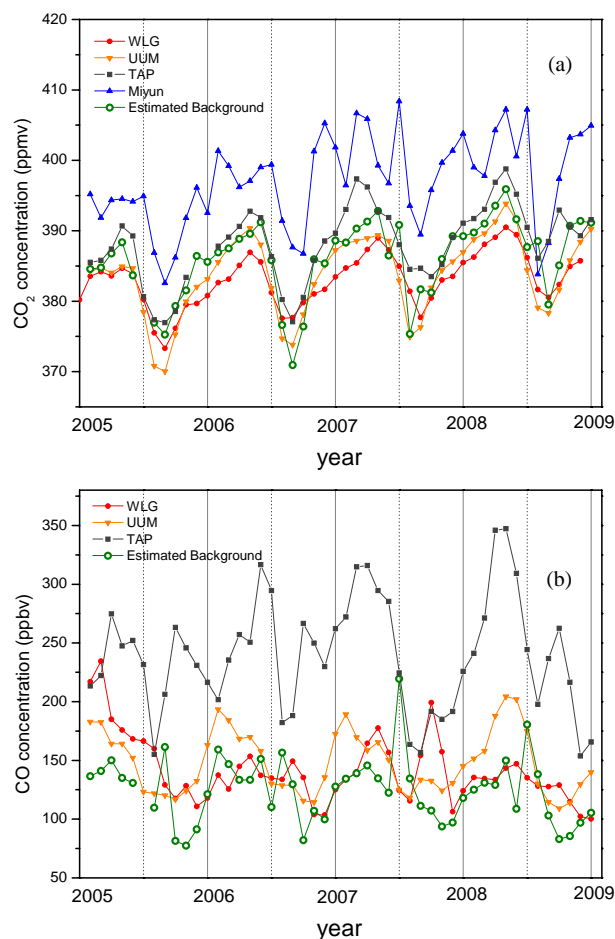 420
410
400
390
380
370
CO2 concentration (ppmv)
WLG
UUM
TAP
Miyun
Estimated Background
(a)
2005 2006 2007 2008 2009
year
350
300
250
200
150
100
50
CO concentration (ppbv)
WLG
UUM
TAP
Estimated Background
(b)
2005 2006 2007 2008 2009
year